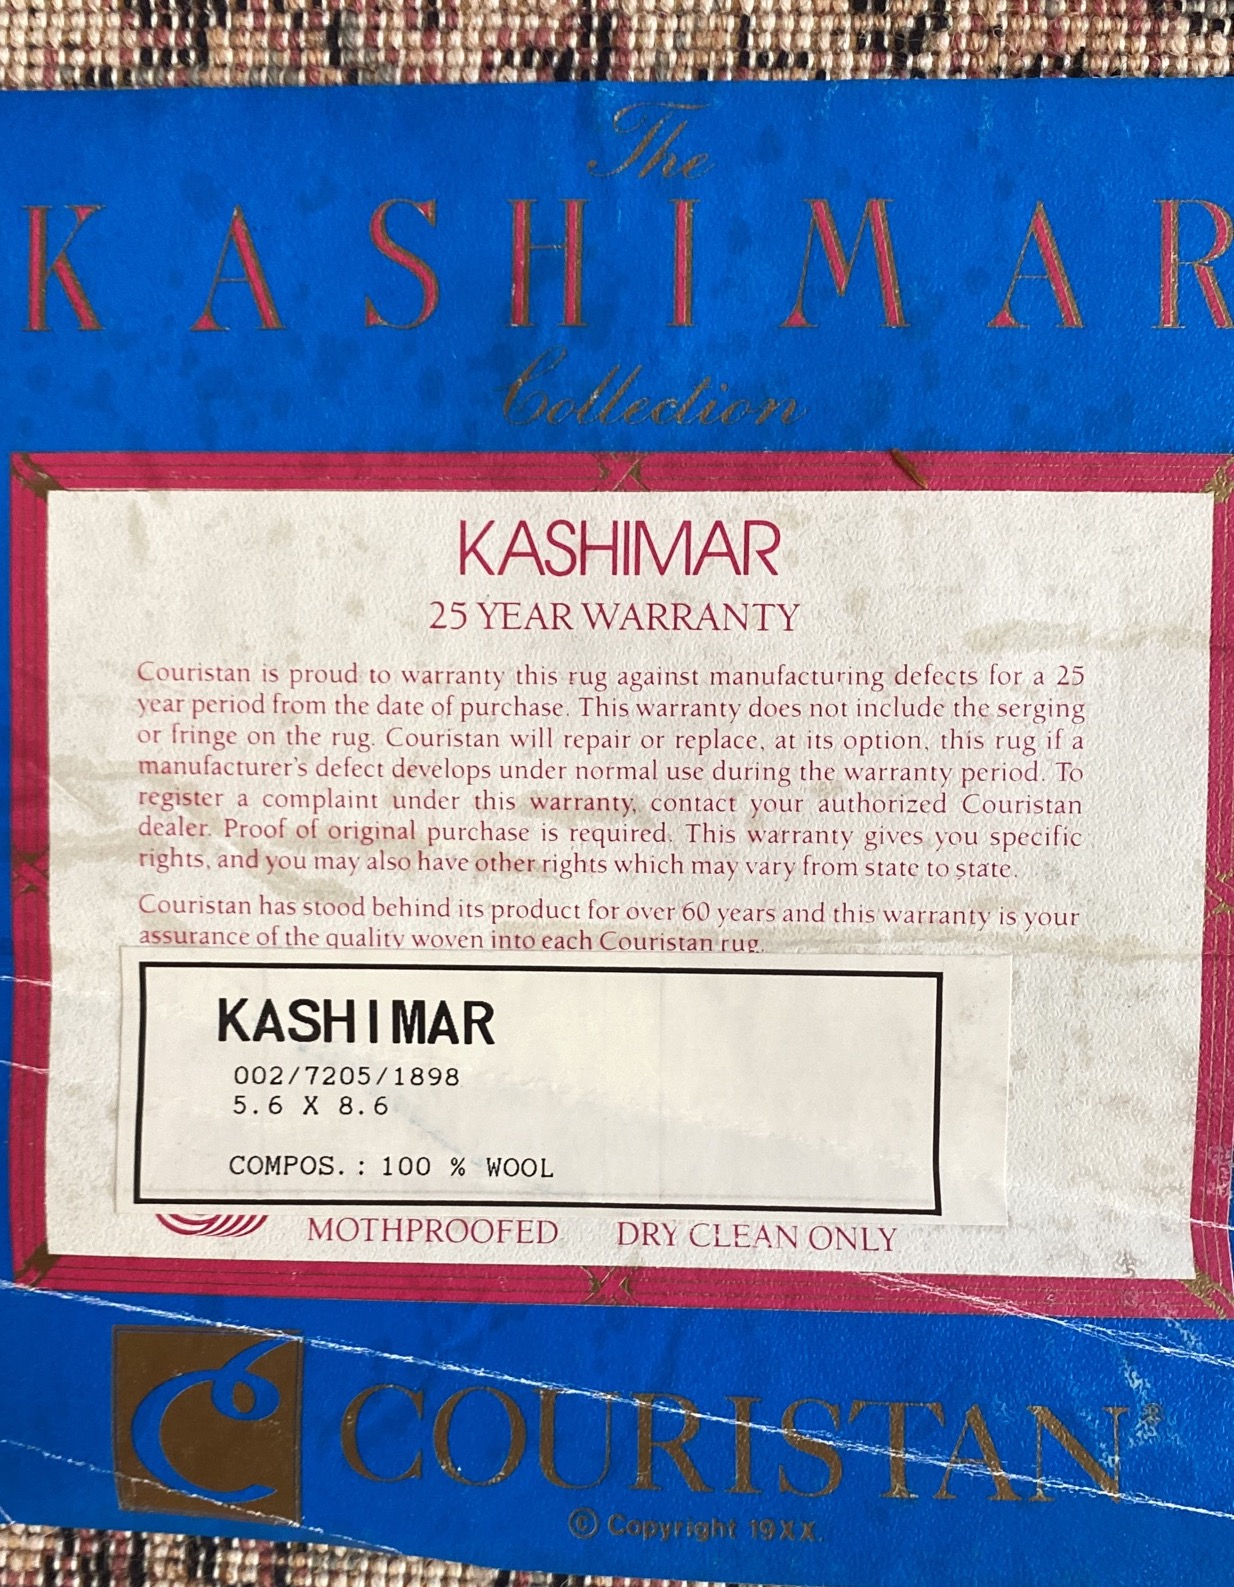 The
KASHIMAR
Collection
KASHIMAR
25 YEAR WARRANTY
Couristan is proud to warranty this rug against manufacturing defects for a 25
year period from the date of purchase. This warranty does not include the serging
or fringe on the rug. Couristan will repair or replace, at its option, this rug if a
manufacturer's defect develops under normal use during the warranty period. To
register a complaint under this warranty, contact your authorized Couristan
dealer. Proof of original purchase is required. This warranty gives you specific
rights, and you may also have other rights which may vary from state to state.
Couristan has stood behind its product for over 60 years and this warranty is your
assurance of the quality woven into each Couristan rug.
KASHIMAR
002/7205/1898
5.6 X 8.6
COMPOS.: 100 % WOOL
MOTHPROOFED DRY CLEAN ONLY
COURISTAN®
© Copyright 19XX.